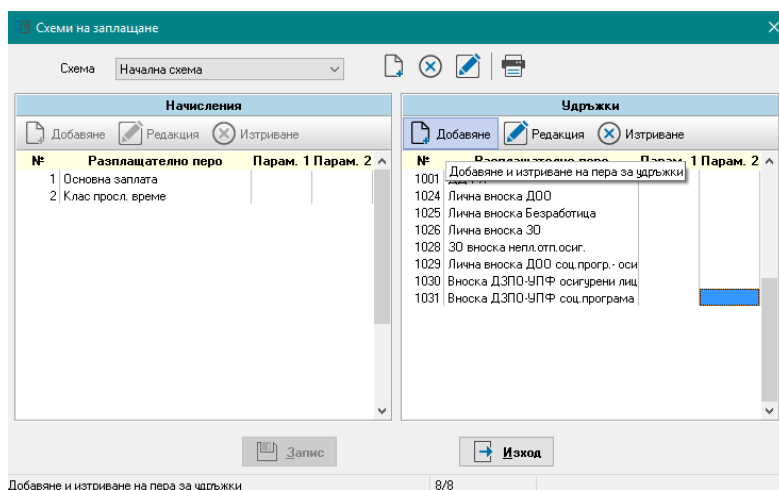 Схеми на заплащане
Схема Начална схема
Начисления
Добавяне Редакция Изтриване
№ Разплащателно перо Парам. 1 Парам. 2
1 Основна заплата
2 Клас просл. време
Удръжки
Добавяне Редакция Изтриване
№ Разплащателно перо Парам. 1 Парам. 2
Добавяне и изтриване на пера за удръжки
1001
1024 Лична вноска ДОО
1025 Лична вноска Безработица
1026 Лична вноска ЗО
1028 ЗО вноска непл.отп.осиг.
1029 Лична вноска ДОО соц.прогр.- оси
1030 Вноска ДЗПО-УПФ осигурени лиц
1031 Вноска ДЗПО-УПФ соц.програма
Запис
Изход
Добавяне и изтриване на пера за удръжки 8/8